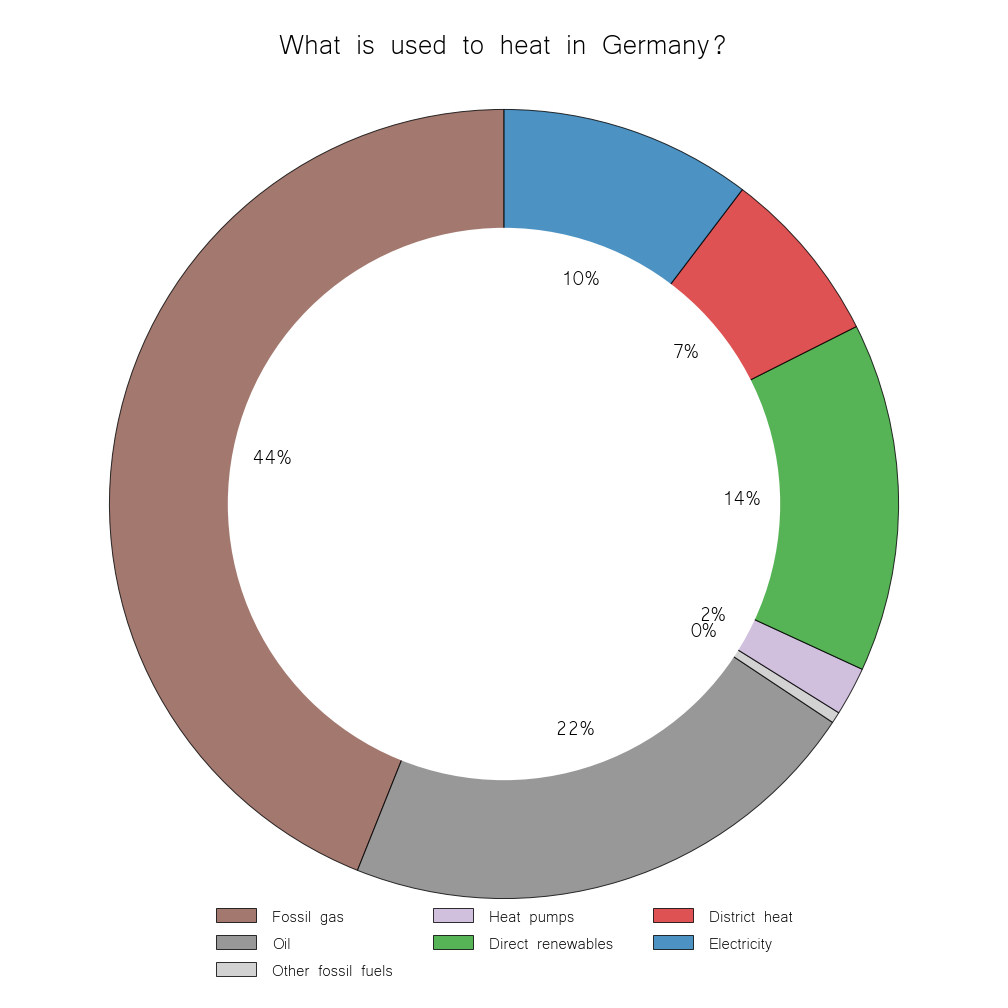 What is used to heat in Germany?
10%
7%
44%
14%
2%
0%
22%
Fossil gas
Heat pumps
District heat
Oil
Direct renewables
Electricity
Other fossil fuels